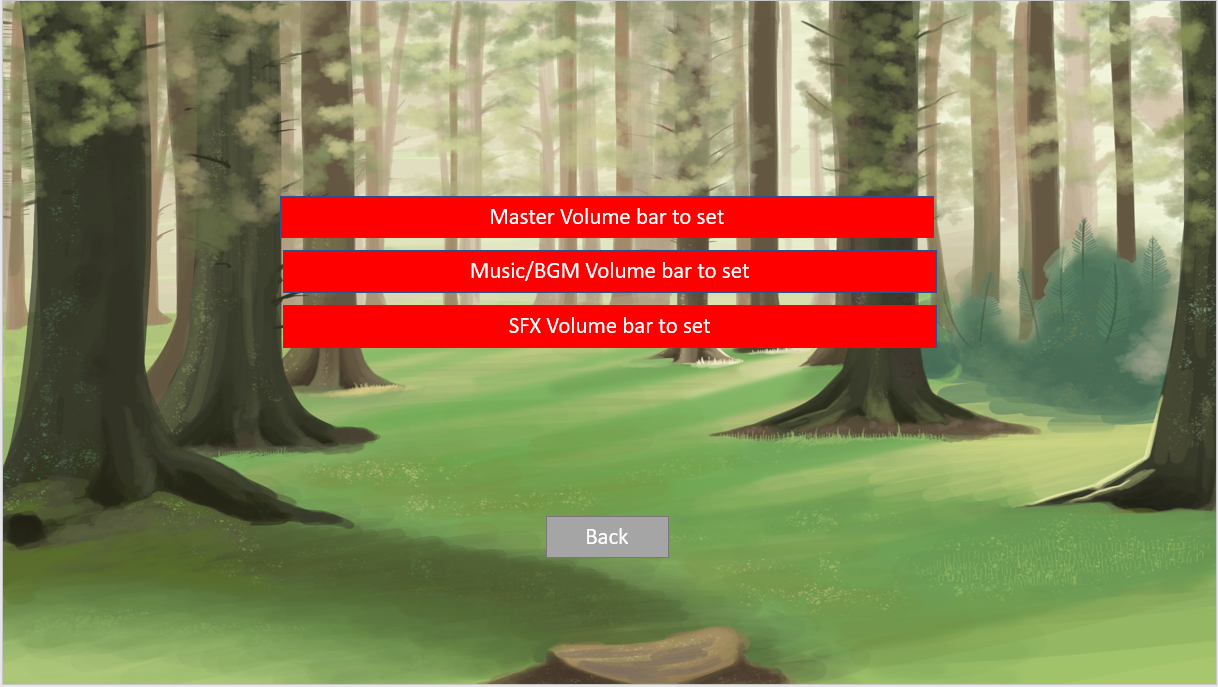 Master Volume bar to set
Music/BGM Volume bar to set
SFX Volume bar to set
Back